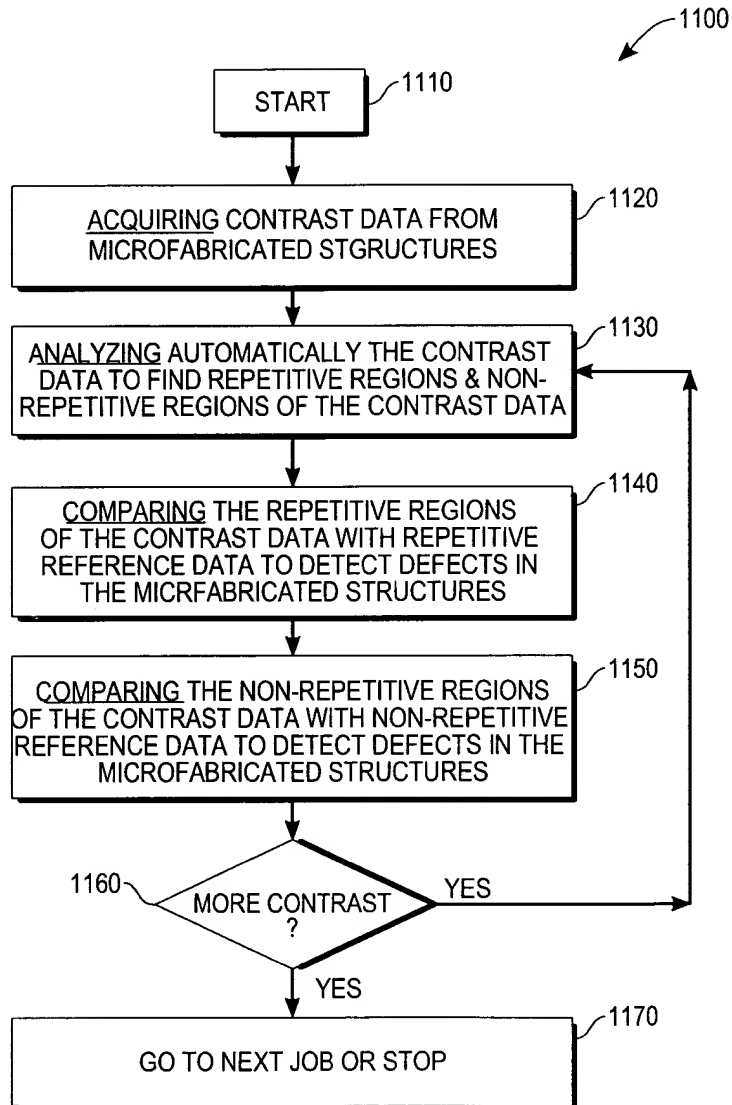 1100
START
1110
ACQUIRING CONTRAST DATA FROM
MICROFABRICATED STGRUCTURES
1120
ANALYZING AUTOMATICALLY THE CONTRAST
DATA TO FIND REPETITIVE REGIONS & NON-
REPETITIVE REGIONS OF THE CONTRAST DATA
1130
COMPARING THE REPETITIVE REGIONS
OF THE CONTRAST DATA WITH REPETITIVE
REFERENCE DATA TO DETECT DEFECTS IN
THE MICRFABRICATED STRUCTURES
1140
COMPARING THE NON-REPETITIVE REGIONS
OF THE CONTRAST DATA WITH NON-REPETITIVE
REFERENCE DATA TO DETECT DEFECTS IN THE
MICROFABRICATED STRUCTURES
1150
1160
MORE CONTRAST
?
YES
YES
GO TO NEXT JOB OR STOP
1170